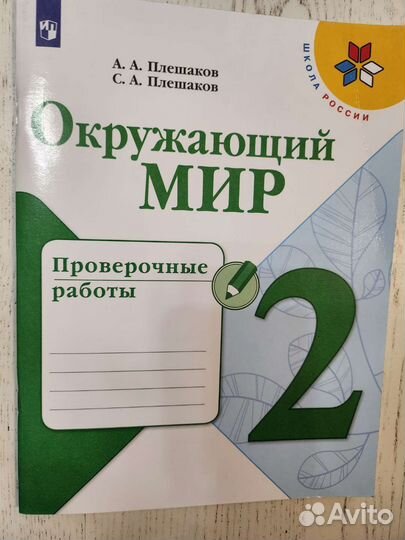 А. А. Плешаков
С. А. Плешаков
ШКОЛА РОССИИ
Окружающий
МИР
Проверочные
работы
2
Avito